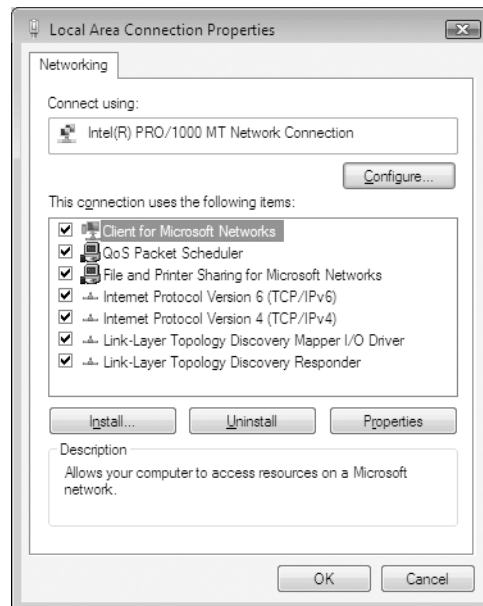 Local Area Connection Properties
Networking
Connect using:
Intel(R) PRO/1000 MT Network Connection
Configure...
This connection uses the following items:
Client for Microsoft Networks
QoS Packet Scheduler
File and Printer Sharing for Microsoft Networks
Internet Protocol Version 6 (TCP/IPv6)
Internet Protocol Version 4 (TCP/IPv4)
Link-Layer Topology Discovery Mapper I/O Driver
Link-Layer Topology Discovery Responder
Install... Uninstall Properties
Description
Allows your computer to access resources on a Microsoft
network.
OK Cancel